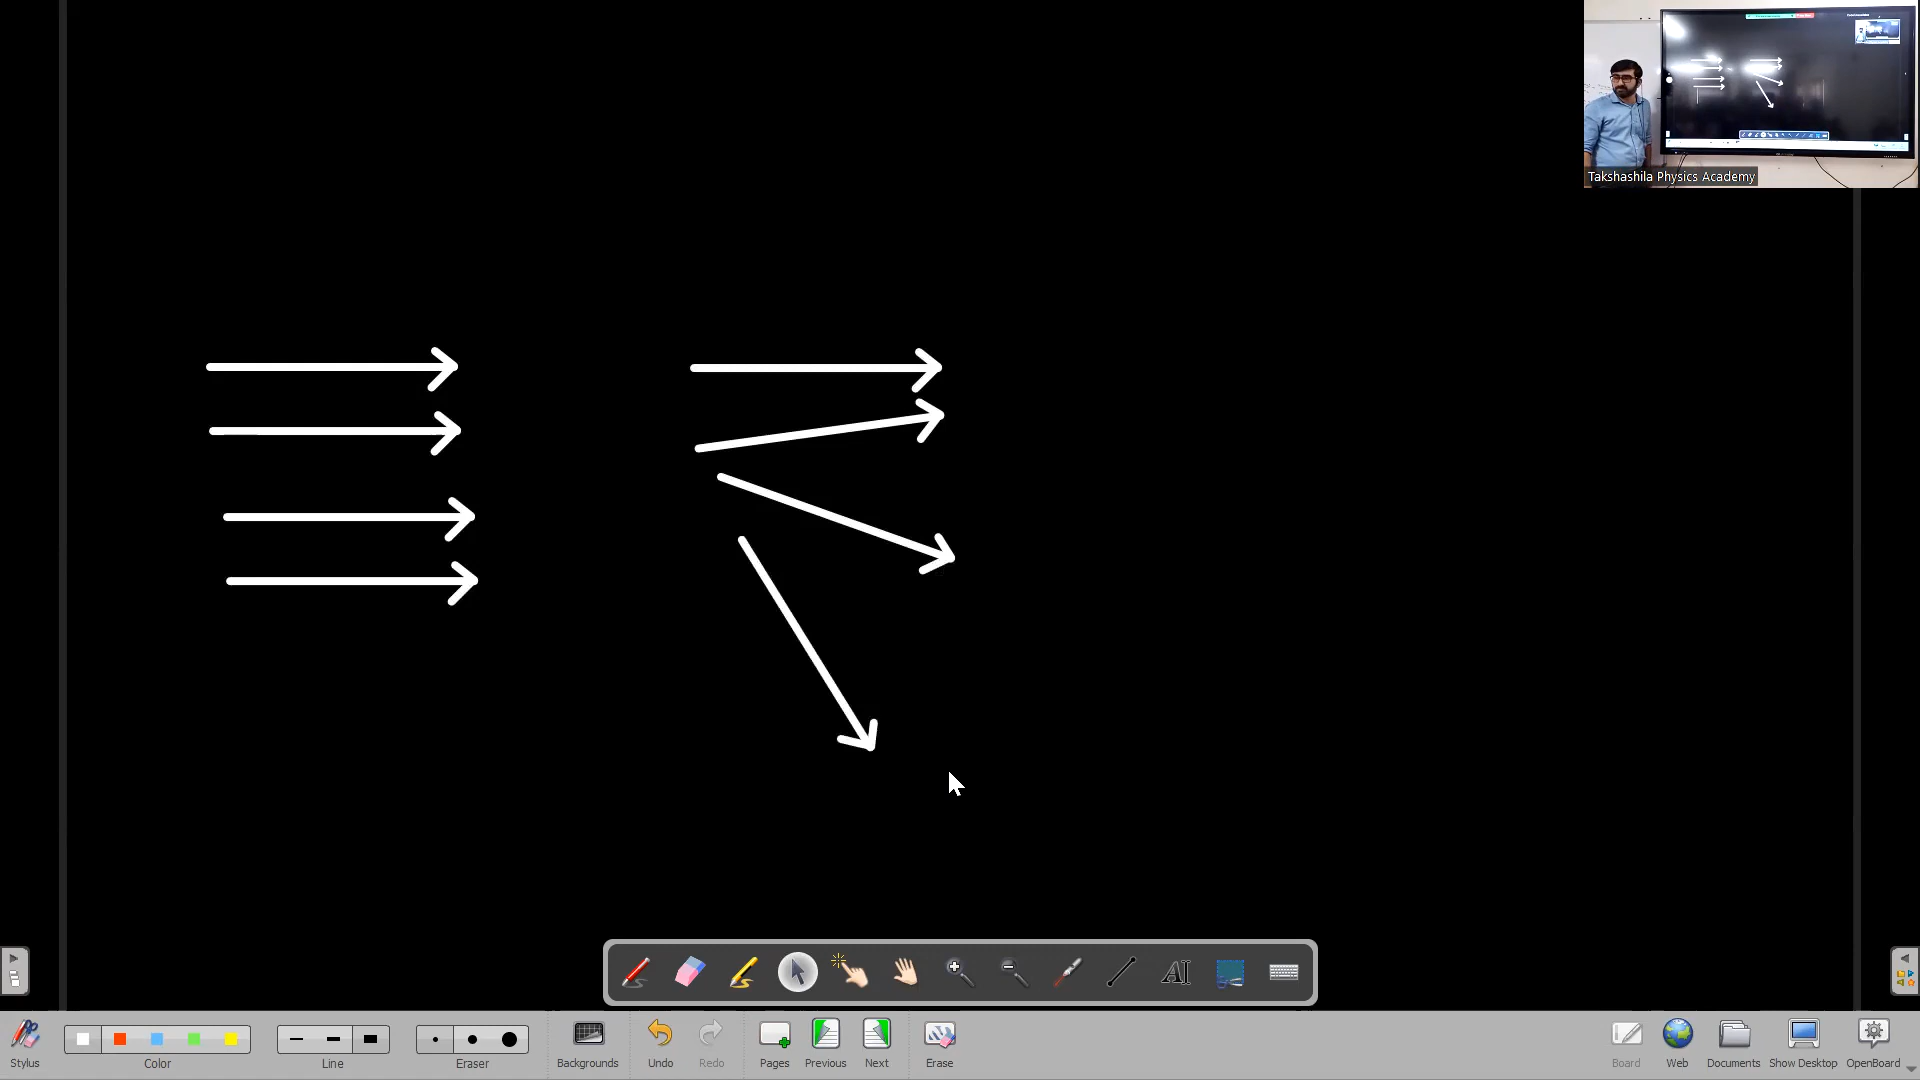 Takshashila Physics Academy
AI
Stylus
Color
Line
Eraser
Backgrounds
Undo
Redo
Pages
Previous
Next
Erase
Board
Web
Documents
Show Desktop
OpenBoard